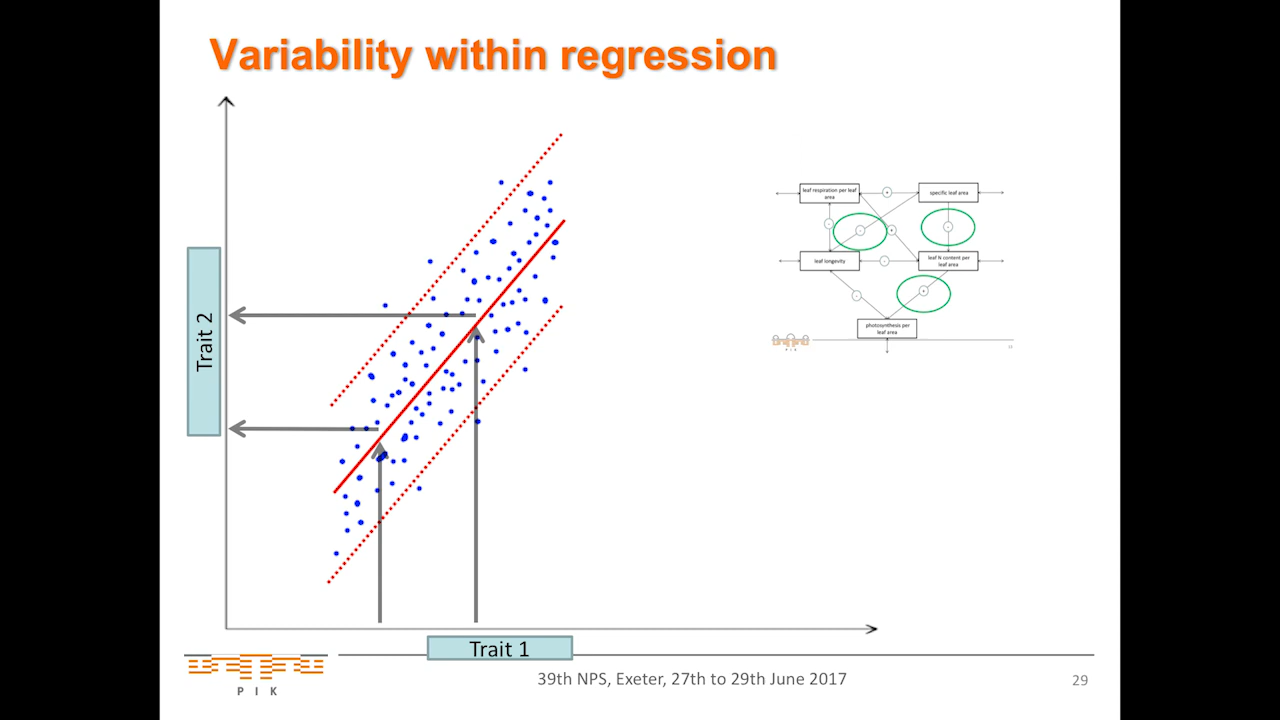 Variability within regression
leaf respiration per leaf
area
specific leaf area
leaf longevity
leaf N content per
leaf area
photosynthesis per
leaf area
P I K
Trait 2
Trait 1
P I K
39th NPS, Exeter, 27th to 29th June 2017
29